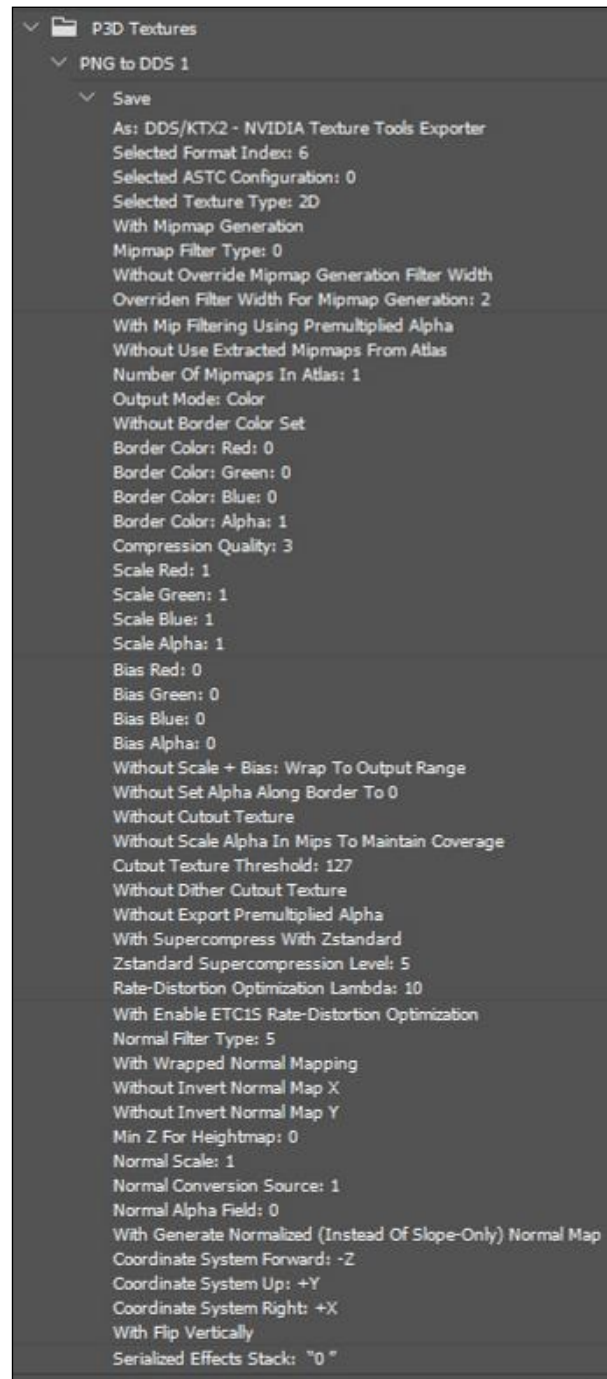 P3D Textures
PNG to DDS 1
Save
As: DDS/KTX2 - NVIDIA Texture Tools Exporter
Selected Format Index: 6
Selected ASTC Configuration: 0
Selected Texture Type: 2D
With Mipmap Generation
Mipmap Filter Type: 0
Without Override Mipmap Generation Filter Width
Overriden Filter Width For Mipmap Generation: 2
With Mip Filtering Using Premultiplied Alpha
Without Use Extracted Mipmaps From Atlas
Number Of Mipmaps In Atlas: 1
Output Mode: Color
Without Border Color Set
Border Color: Red: 0
Border Color: Green: 0
Border Color: Blue: 0
Border Color: Alpha: 1
Compression Quality: 3
Scale Red: 1
Scale Green: 1
Scale Blue: 1
Scale Alpha: 1
Bias Red: 0
Bias Green: 0
Bias Blue: 0
Bias Alpha: 0
Without Scale + Bias: Wrap To Output Range
Without Set Alpha Along Border To 0
Without Cutout Texture
Without Scale Alpha In Mips To Maintain Coverage
Cutout Texture Threshold: 127
Without Dither Cutout Texture
Without Export Premultiplied Alpha
With Supercompress With Zstandard
Zstandard Supercompression Level: 5
Rate-Distortion Optimization Lambda: 10
With Enable ETC1S Rate-Distortion Optimization
Normal Filter Type: 5
With Wrapped Normal Mapping
Without Invert Normal Map X
Without Invert Normal Map Y
Min Z For Heightmap: 0
Normal Scale: 1
Normal Conversion Source: 1
Normal Alpha Field: 0
With Generate Normalized (Instead Of Slope-Only) Normal Map
Coordinate System Forward: -Z
Coordinate System Up: +Y
Coordinate System Right: +X
With Flip Vertically
Serialized Effects Stack: "0 "